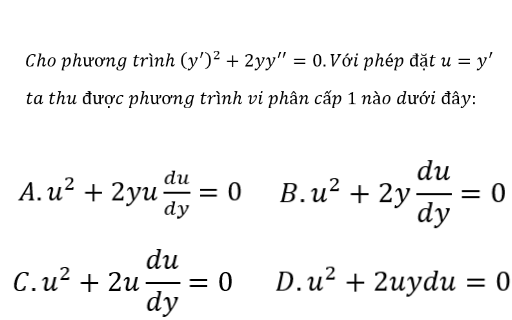 Cho phương trình (y′)² + 2yy′′ = 0. Với phép đặt u = y′
ta thu được phương trình vi phân cấp 1 nào dưới đây:
A. u² + 2yu du/dy = 0 B. u² + 2y du/dy = 0
C. u² + 2u du/dy = 0 D. u² + 2uydu = 0